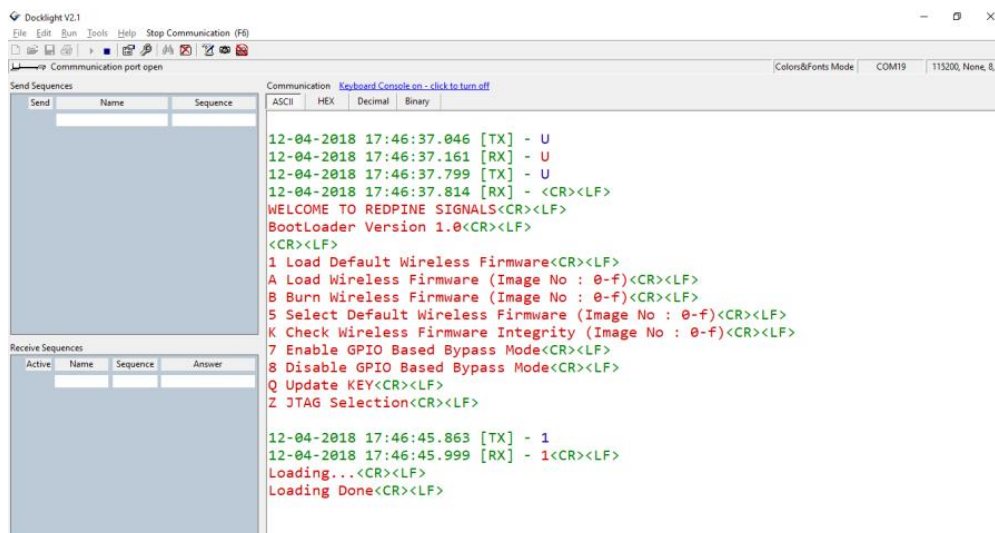 Docklight V2.1
File Edit Run Tools Help Stop Communication (F6)
Commmunication port open
Colors&Fonts Mode COM19 115200, None, 8,
Send Sequences
Send Name Sequence
Communication Keyboard Console on - click to turn off
ASCII HEX Decimal Binary
12-04-2018 17:46:37.046 [TX] - U
12-04-2018 17:46:37.161 [RX] - U
12-04-2018 17:46:37.799 [TX] - U
12-04-2018 17:46:37.814 [RX] - <CR><LF>
WELCOME TO REDPINE SIGNALS<CR><LF>
BootLoader Version 1.0<CR><LF>
<CR><LF>
1 Load Default Wireless Firmware<CR><LF>
A Load Wireless Firmware (Image No : 0-f)<CR><LF>
B Burn Wireless Firmware (Image No : 0-f)<CR><LF>
5 Select Default Wireless Firmware (Image No : 0-f)<CR><LF>
K Check Wireless Firmware Integrity (Image No : 0-f)<CR><LF>
7 Enable GPIO Based Bypass Mode<CR><LF>
8 Disable GPIO Based Bypass Mode<CR><LF>
Q Update KEY<CR><LF>
Z JTAG Selection<CR><LF>
12-04-2018 17:46:45.863 [TX] - 1
12-04-2018 17:46:45.999 [RX] - 1<CR><LF>
Loading...<CR><LF>
Loading Done<CR><LF>
Receive Sequences
Active Name Sequence Answer